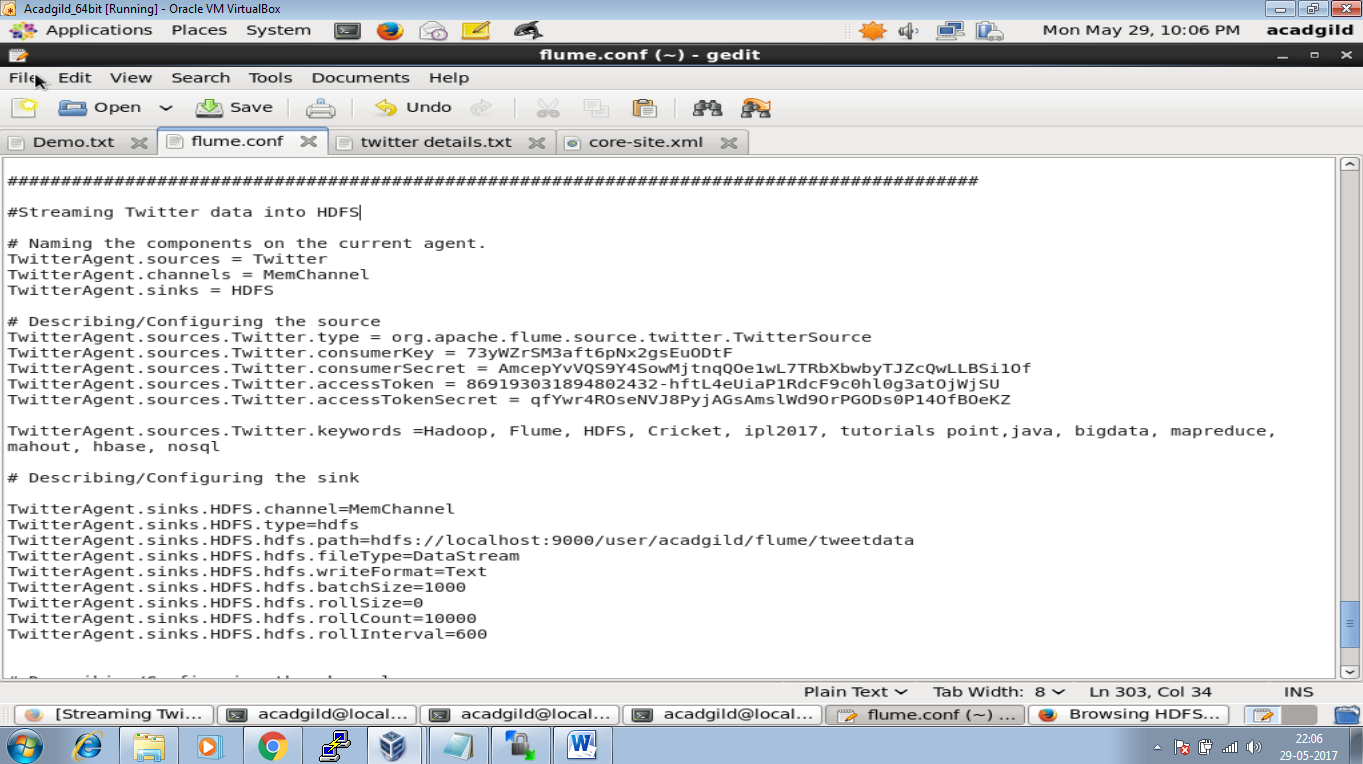 Acadgild_64bit [Running] - Oracle VM VirtualBox
Applications Places System Mon May 29, 10:06 PM acadgild
flume.conf (~) - gedit
File Edit View Search Tools Documents Help
Open Save Undo
Demo.txt flume.conf twitter details.txt core-site.xml
###########################################################################################
#Streaming Twitter data into HDFS
# Naming the components on the current agent.
TwitterAgent.sources = Twitter
TwitterAgent.channels = MemChannel
TwitterAgent.sinks = HDFS
# Describing/Configuring the source
TwitterAgent.sources.Twitter.type = org.apache.flume.source.twitter.TwitterSource
TwitterAgent.sources.Twitter.consumerKey = 73yWZrSM3aft6pNx2gsEuODtF
TwitterAgent.sources.Twitter.consumerSecret = AmcepYvVQS9Y4SowMjtnqQOe1wL7TRbXbwbyTJZcQwLLBSi1Of
TwitterAgent.sources.Twitter.accessToken = 869193031894802432-hftL4eUiaP1RdcF9c0hl0g3atOjWjSU
TwitterAgent.sources.Twitter.accessTokenSecret = qfYwr4ROseNVJ8PyjAGsAmslWd9OrPGODs0P14OfBOeKZ
TwitterAgent.sources.Twitter.keywords =Hadoop, Flume, HDFS, Cricket, ipl2017, tutorials point,java, bigdata, mapreduce,
mahout, hbase, nosql
# Describing/Configuring the sink
TwitterAgent.sinks.HDFS.channel=MemChannel
TwitterAgent.sinks.HDFS.type=hdfs
TwitterAgent.sinks.HDFS.hdfs.path=hdfs://localhost:9000/user/acadgild/flume/tweetdata
TwitterAgent.sinks.HDFS.hdfs.fileType=DataStream
TwitterAgent.sinks.HDFS.hdfs.writeFormat=Text
TwitterAgent.sinks.HDFS.hdfs.batchSize=1000
TwitterAgent.sinks.HDFS.hdfs.rollSize=0
TwitterAgent.sinks.HDFS.hdfs.rollCount=10000
TwitterAgent.sinks.HDFS.hdfs.rollInterval=600
Plain Text Tab Width: 8 Ln 303, Col 34 INS
[Streaming Twi... acadgild@local... acadgild@local... acadgild@local... flume.conf (~) ... Browsing HDFS...
22:06
29-05-2017